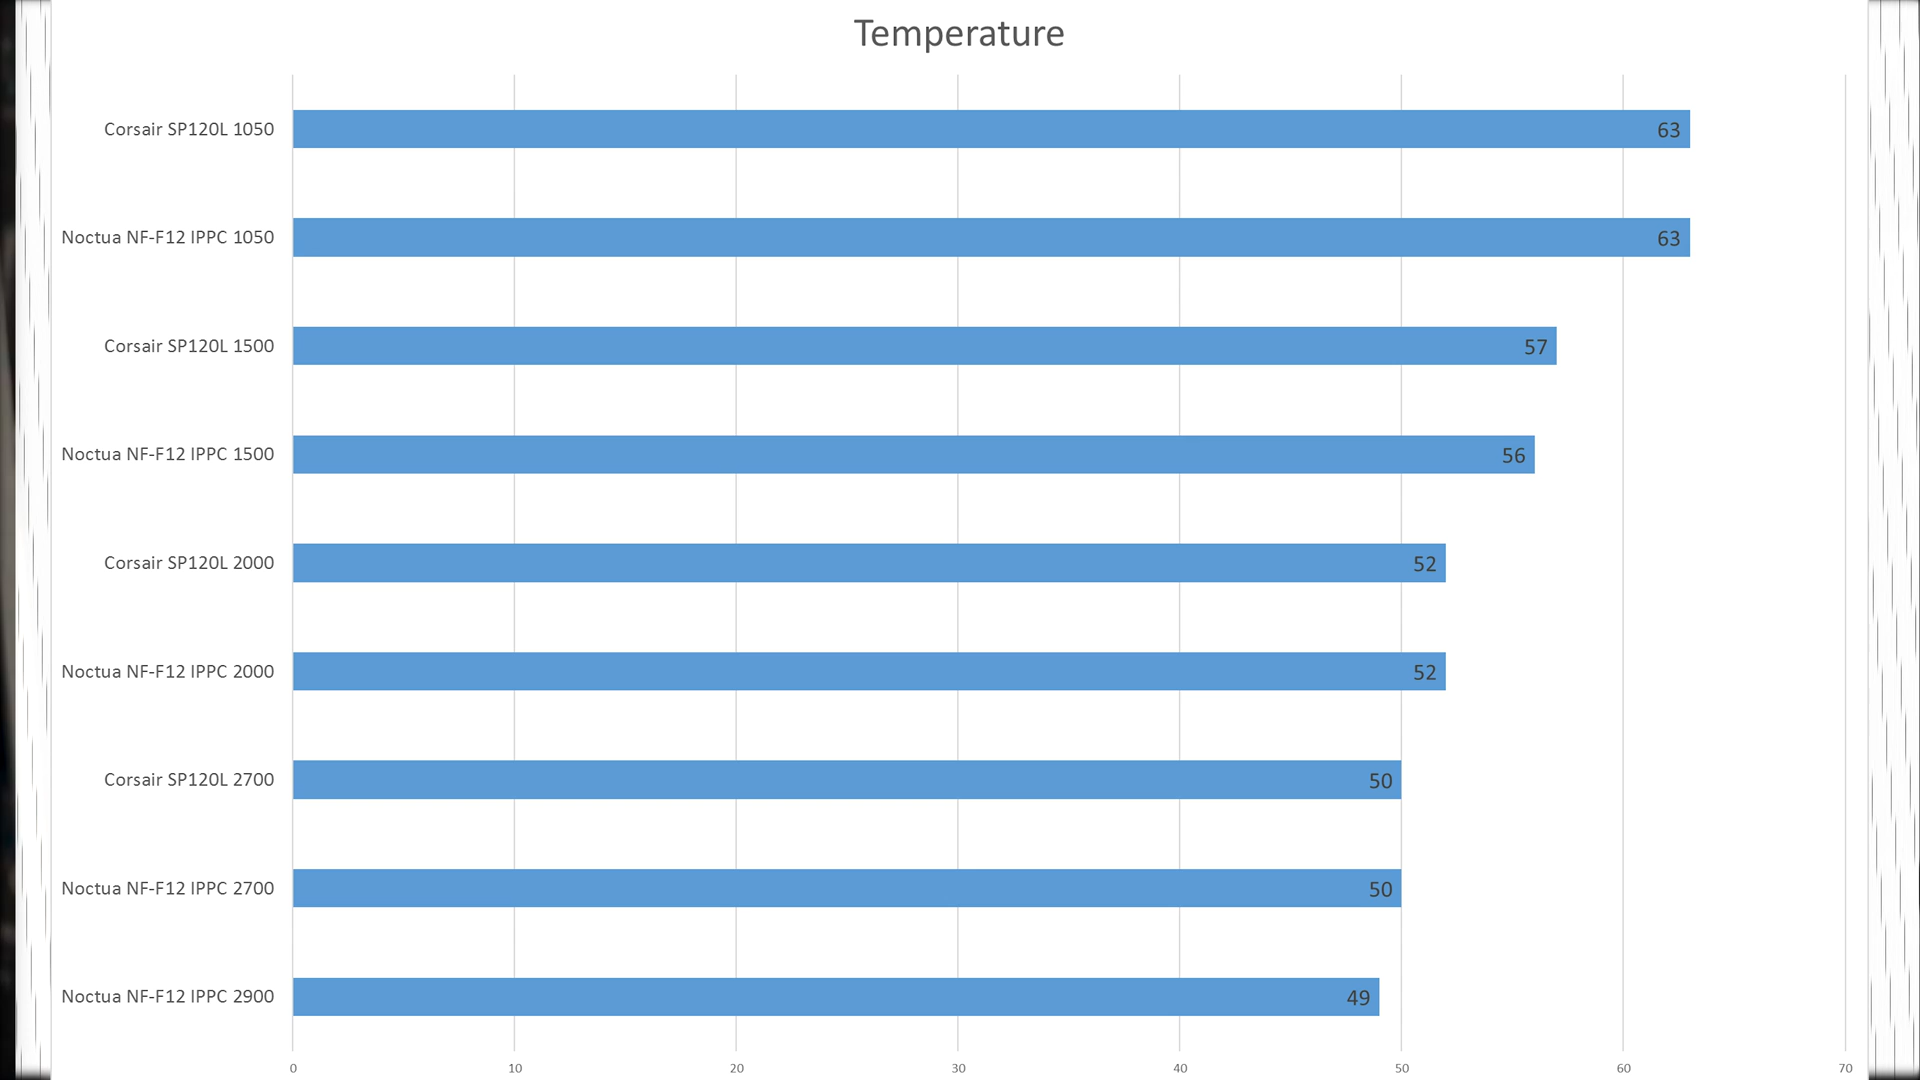 Temperature
Corsair SP120L 1050 63
Noctua NF-F12 IPPC 1050 63
Corsair SP120L 1500 57
Noctua NF-F12 IPPC 1500 56
Corsair SP120L 2000 52
Noctua NF-F12 IPPC 2000 52
Corsair SP120L 2700 50
Noctua NF-F12 IPPC 2700 50
Noctua NF-F12 IPPC 2900 49
0 10 20 30 40 50 60 70